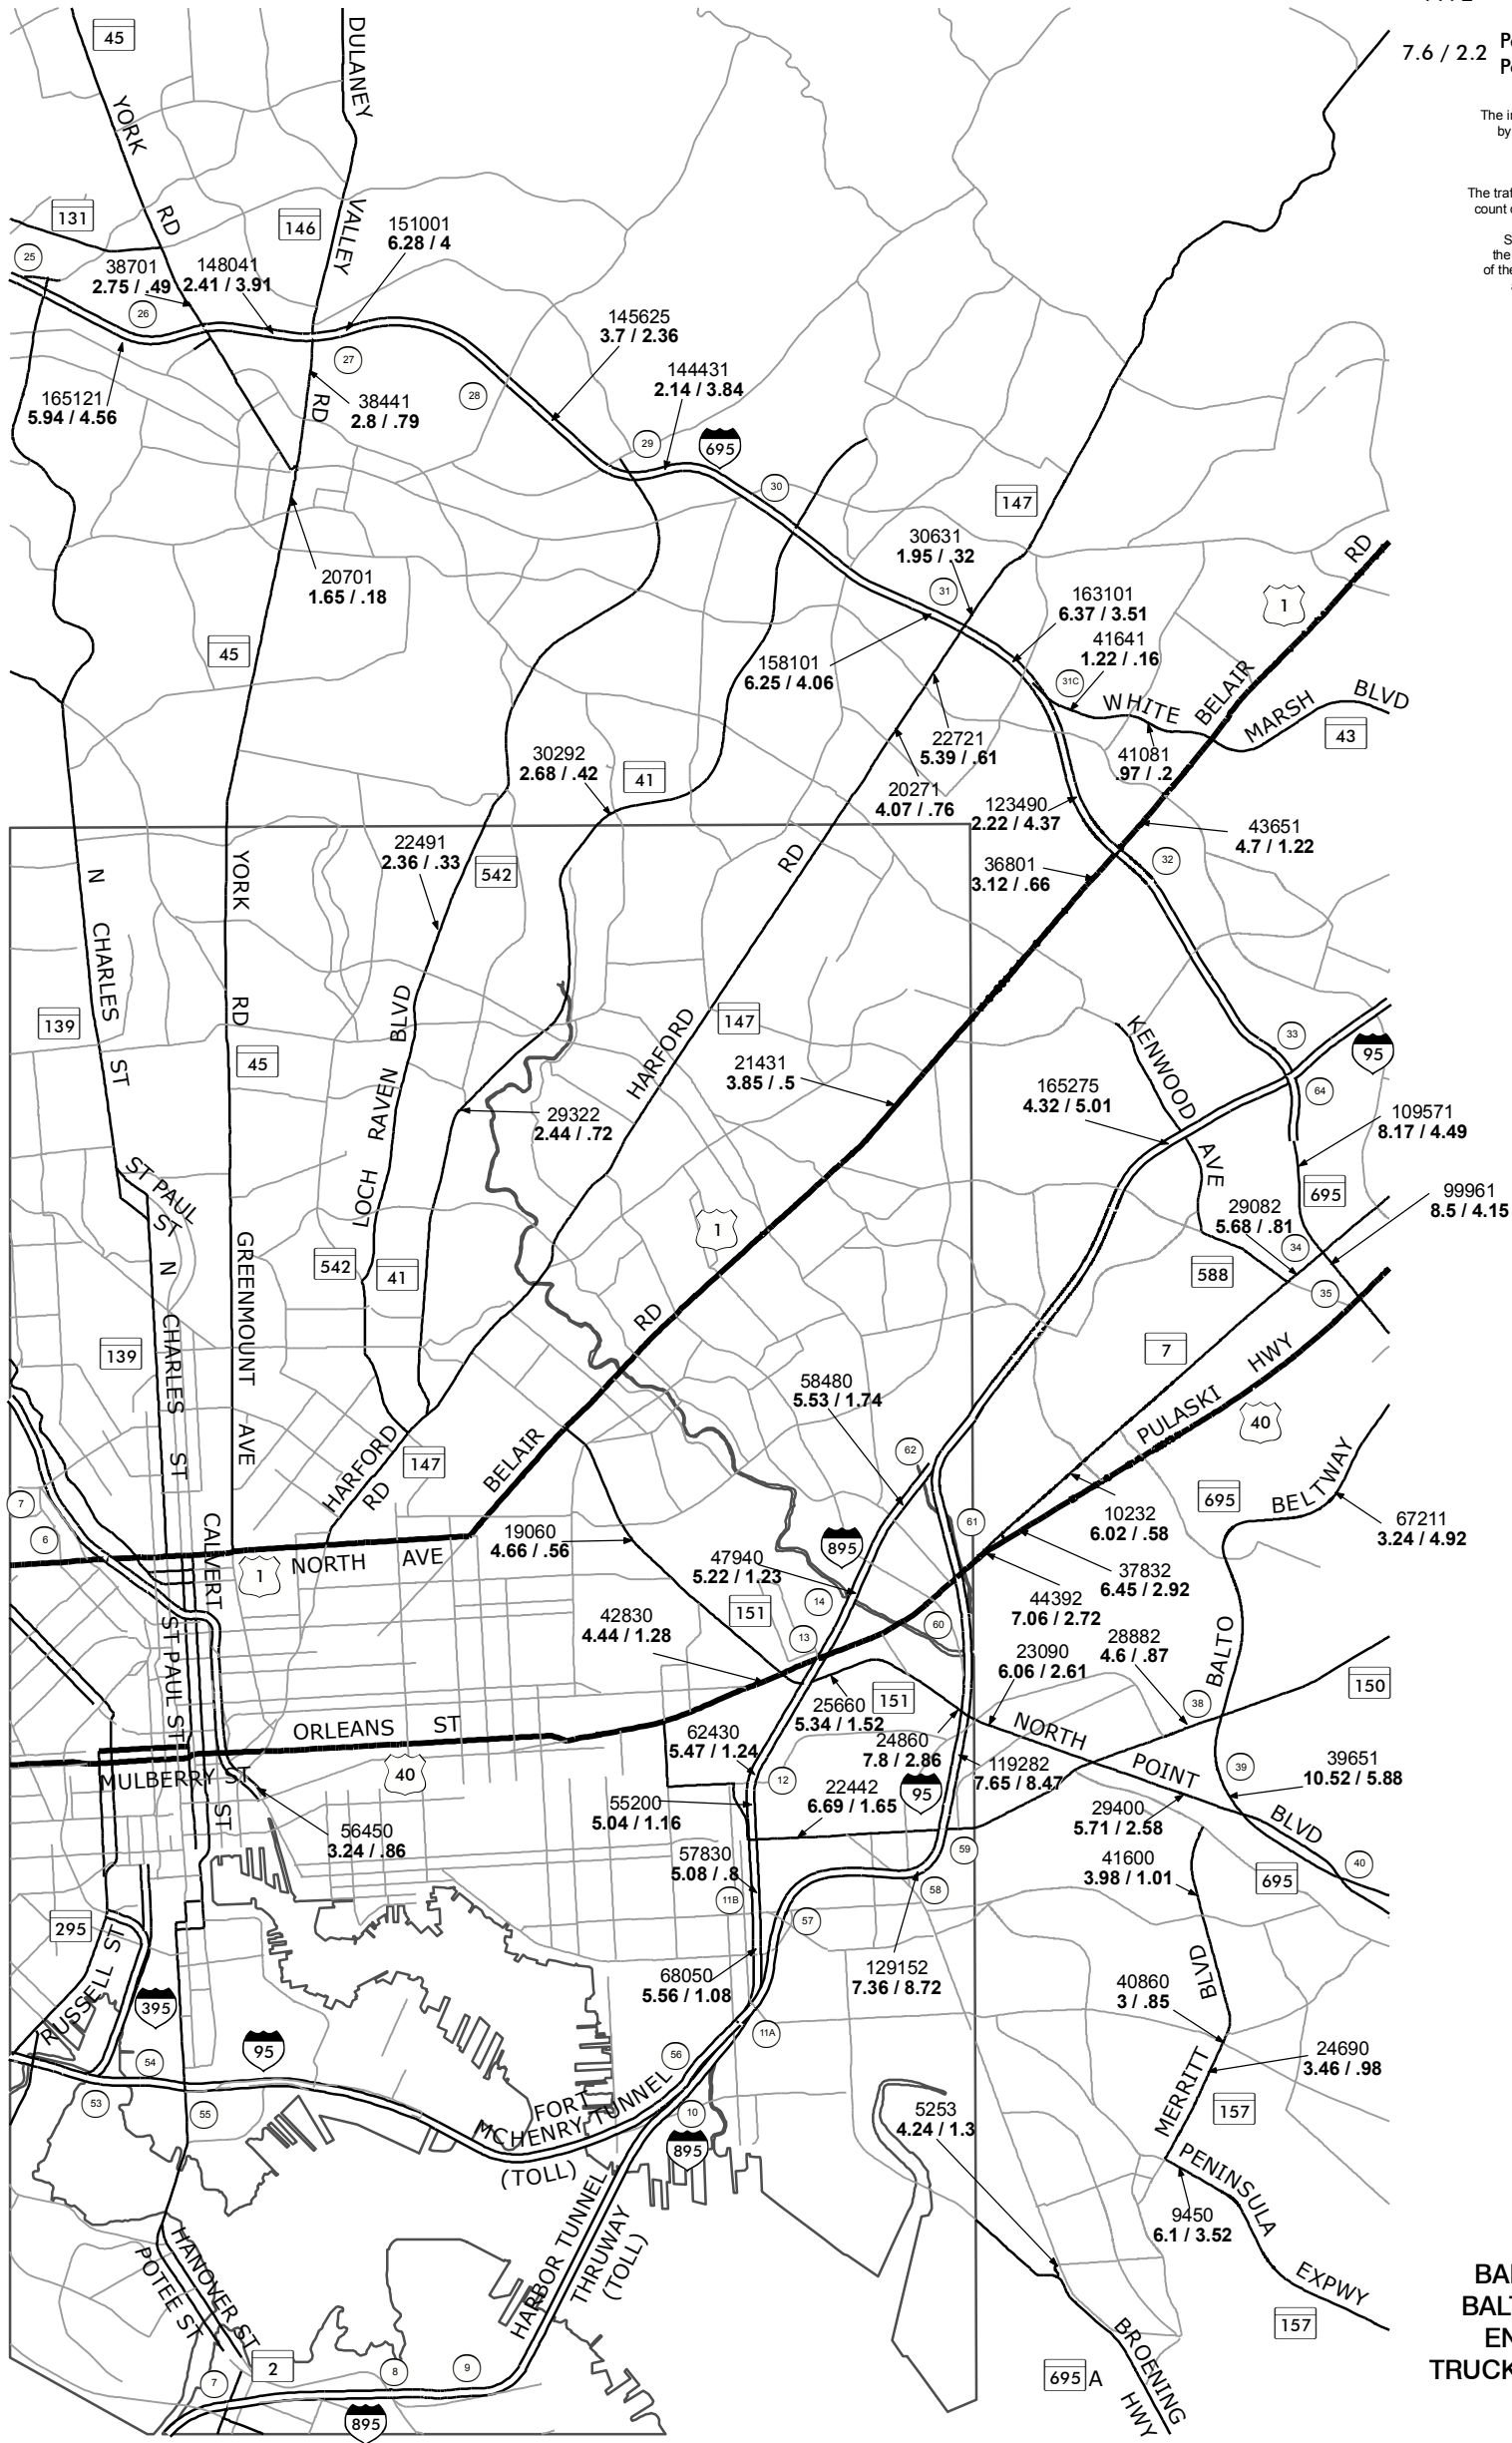 7.6 / 2.2
The in
by
The traf
count
the
of the
45
DULANEY
YORK
RD
131
146
VALLEY
151001
6.28 / 4
25
38701
2.75 / .49
148041
2.41 / 3.91
26
27
145625
3.7 / 2.36
144431
2.14 / 3.84
165121
5.94 / 4.56
RD
38441
2.8 / .79
28
29
695
30
147
20701
1.65 / .18
30631
1.95 / .32
31
163101
6.37 / 3.51
41641
1.22 / .16
1
RD
45
158101
6.25 / 4.06
31C
WHITE
BELAIR
MARSH
BLVD
43
22721
5.39 / .61
41081
.97 / .2
30292
2.68 / .42
41
20271
4.07 / .76
123490
2.22 / 4.37
43651
4.7 / 1.22
22491
2.36 / .33
542
RD
36801
3.12 / .66
32
N
CHARLES
ST
YORK
RD
139
45
LOCH RAVEN BLVD
HARFORD
147
21431
3.85 / .5
KENWOOD
AVE
33
95
64
165275
4.32 / 5.01
109571
8.17 / 4.49
29322
2.44 / .72
ST PAUL
ST
695
99961
8.5 / 4.15
29082
5.68 / .81
34
35
588
1
542
41
N
CHARLES
ST
GREENMOUNT
AVE
139
RD
7
PULASKI
HWY
40
58480
5.53 / 1.74
HARFORD
RD
147
BELAIR
62
695
BELTWAY
67211
3.24 / 4.92
7
6
CALVERT
ST
NORTH AVE
1
19060
4.66 / .56
47940
5.22 / 1.23
895
61
10232
6.02 / .58
37832
6.45 / 2.92
44392
7.06 / 2.72
151
14
13
60
42830
4.44 / 1.28
23090
6.06 / 2.61
28882
4.6 / .87
BALTO
38
150
ST PAUL ST
ORLEANS ST
25660
5.34 / 1.52
151
NORTH
POINT
BLVD
62430
5.47 / 1.24
24860
7.8 / 2.86
119282
7.65 / 8.47
39
39651
10.52 / 5.88
MULBERRY ST
40
12
95
22442
6.69 / 1.65
55200
5.04 / 1.16
29400
5.71 / 2.58
56450
3.24 / .86
57830
5.08 / .8
59
58
41600
3.98 / 1.01
695
40
11B
57
295
RUSSELL ST
395
68050
5.56 / 1.08
129152
7.36 / 8.72
BLVD
40860
3 / .85
24690
3.46 / .98
11A
54
95
56
53
55
FORT
MCHENRY TUNNEL
(TOLL)
10
895
5253
4.24 / 1.3
MERRITT
157
PENINSULA
EXPWY
9450
6.1 / 3.52
157
HARBOR TUNNEL
THRUWAY
(TOLL)
HANOVER ST
POTEE ST
2
7
8
9
895
BROENING
HWY
695 A
BAL
BALT
EN
TRUCK